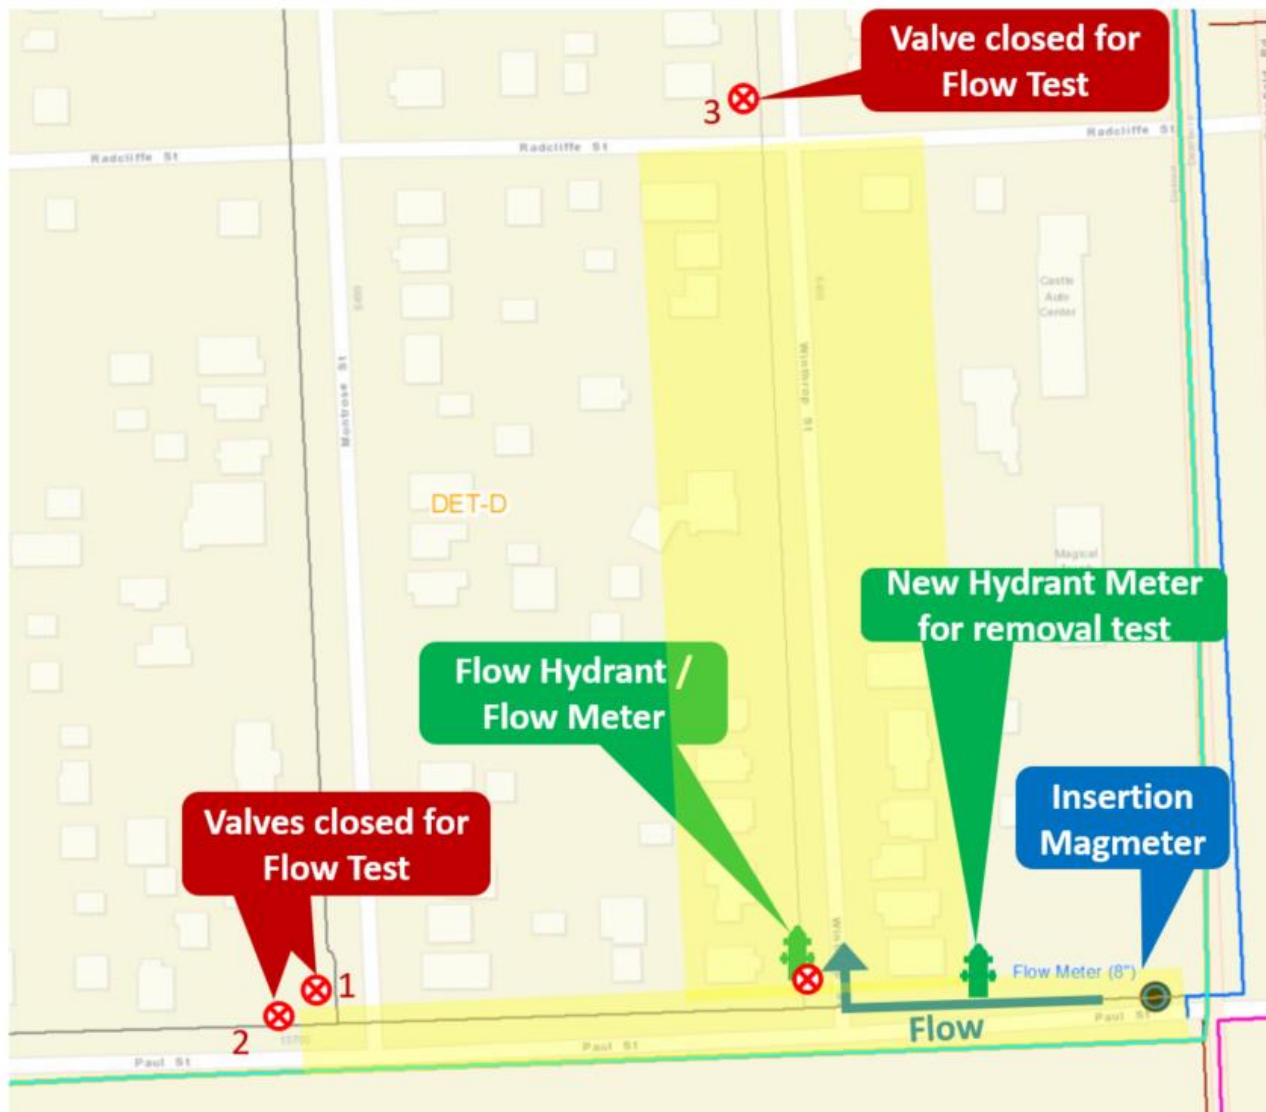 Valve closed for
Flow Test
3
Radcliffe St
Radcliffe St
Radcliffe St
Castle
Auto
Center
Montrose St
Winthrop St
DET-D
Magical
New Hydrant Meter
for removal test
Flow Hydrant /
Flow Meter
Insertion
Magmeter
Valves closed for
Flow Test
1
2
Flow Meter (8")
Flow
Paul St
Paul St
Paul St